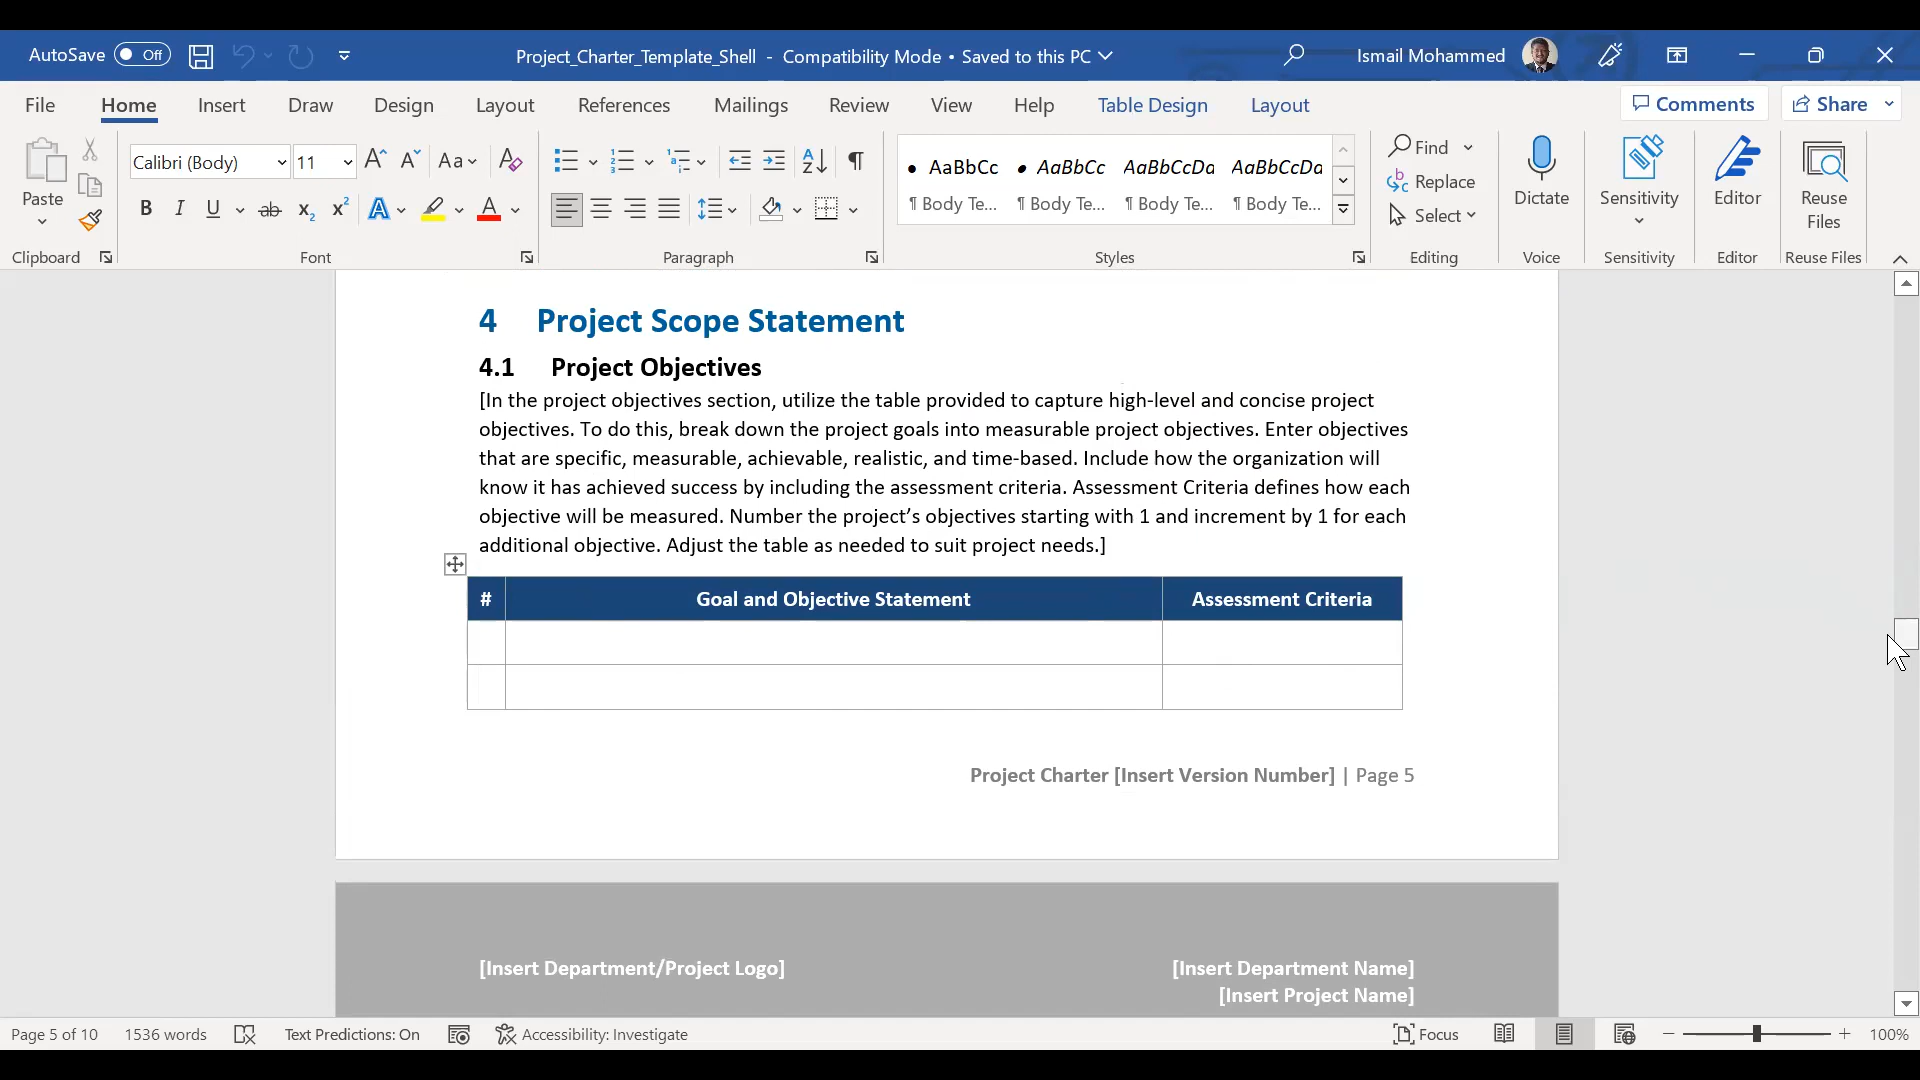 AutoSave Off Project_Charter_Template_Shell - Compatibility Mode • Saved to this PC Ismail Mohammed
File Home Insert Draw Design Layout References Mailings Review View Help Table Design Layout Comments Share
Paste Calibri (Body) 11 Aa Find Replace Select Dictate Sensitivity Editor Reuse Files
AaBbCc AaBbCc AaBbCcDd AaBbCcDd
¶ Body Te... ¶ Body Te... ¶ Body Te... ¶ Body Te...
Clipboard Font Paragraph Styles Editing Voice Sensitivity Editor Reuse Files
4 Project Scope Statement
4.1 Project Objectives
[In the project objectives section, utilize the table provided to capture high-level and concise project
objectives. To do this, break down the project goals into measurable project objectives. Enter objectives
that are specific, measurable, achievable, realistic, and time-based. Include how the organization will
know it has achieved success by including the assessment criteria. Assessment Criteria defines how each
objective will be measured. Number the project’s objectives starting with 1 and increment by 1 for each
additional objective. Adjust the table as needed to suit project needs.]
# Goal and Objective Statement Assessment Criteria
Project Charter [Insert Version Number] | Page 5
[Insert Department/Project Logo] [Insert Department Name]
[Insert Project Name]
Page 5 of 10 1536 words Text Predictions: On Accessibility: Investigate Focus 100%